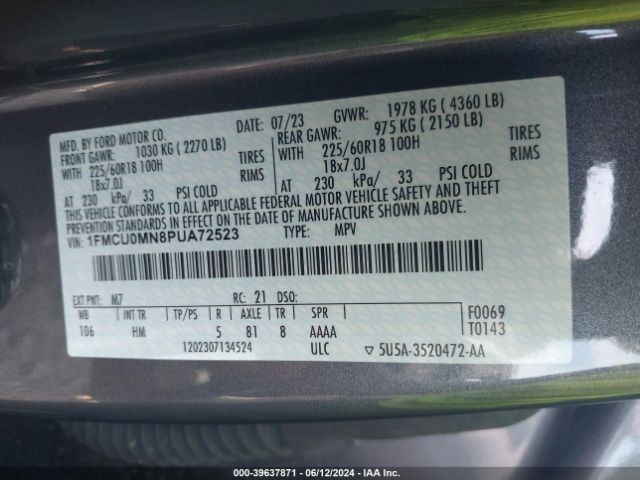 MFD. BY FORD MOTOR CO. DATE: 07/23 GVWR: 1978 KG ( 4360 LB)
FRONT GAWR: 1030 KG ( 2270 LB) REAR GAWR: 975 KG ( 2150 LB)
WITH 225/60R18 100H TIRES WITH 225/60R18 100H TIRES
18x7.0J RIMS 18x7.0J RIMS
AT 230 kPa/ 33 PSI COLD AT 230 kPa/ 33 PSI COLD
THIS VEHICLE CONFORMS TO ALL APPLICABLE FEDERAL MOTOR VEHICLE SAFETY AND THEFT
PREVENTION STANDARDS IN EFFECT ON THE DATE OF MANUFACTURE SHOWN ABOVE.
VIN: 1FMCU0MN8PUA72523 TYPE: MPV
EXT PNT: M7 RC: 21 DSO:
WB INT TR TP/PS R AXLE TR SPR F0069
106 HM 5 81 8 AAAA T0143
1202307134524 ULC ▽ 5U5A-3520472-AA
000-39637871 - 06/12/2024 - IAA Inc.